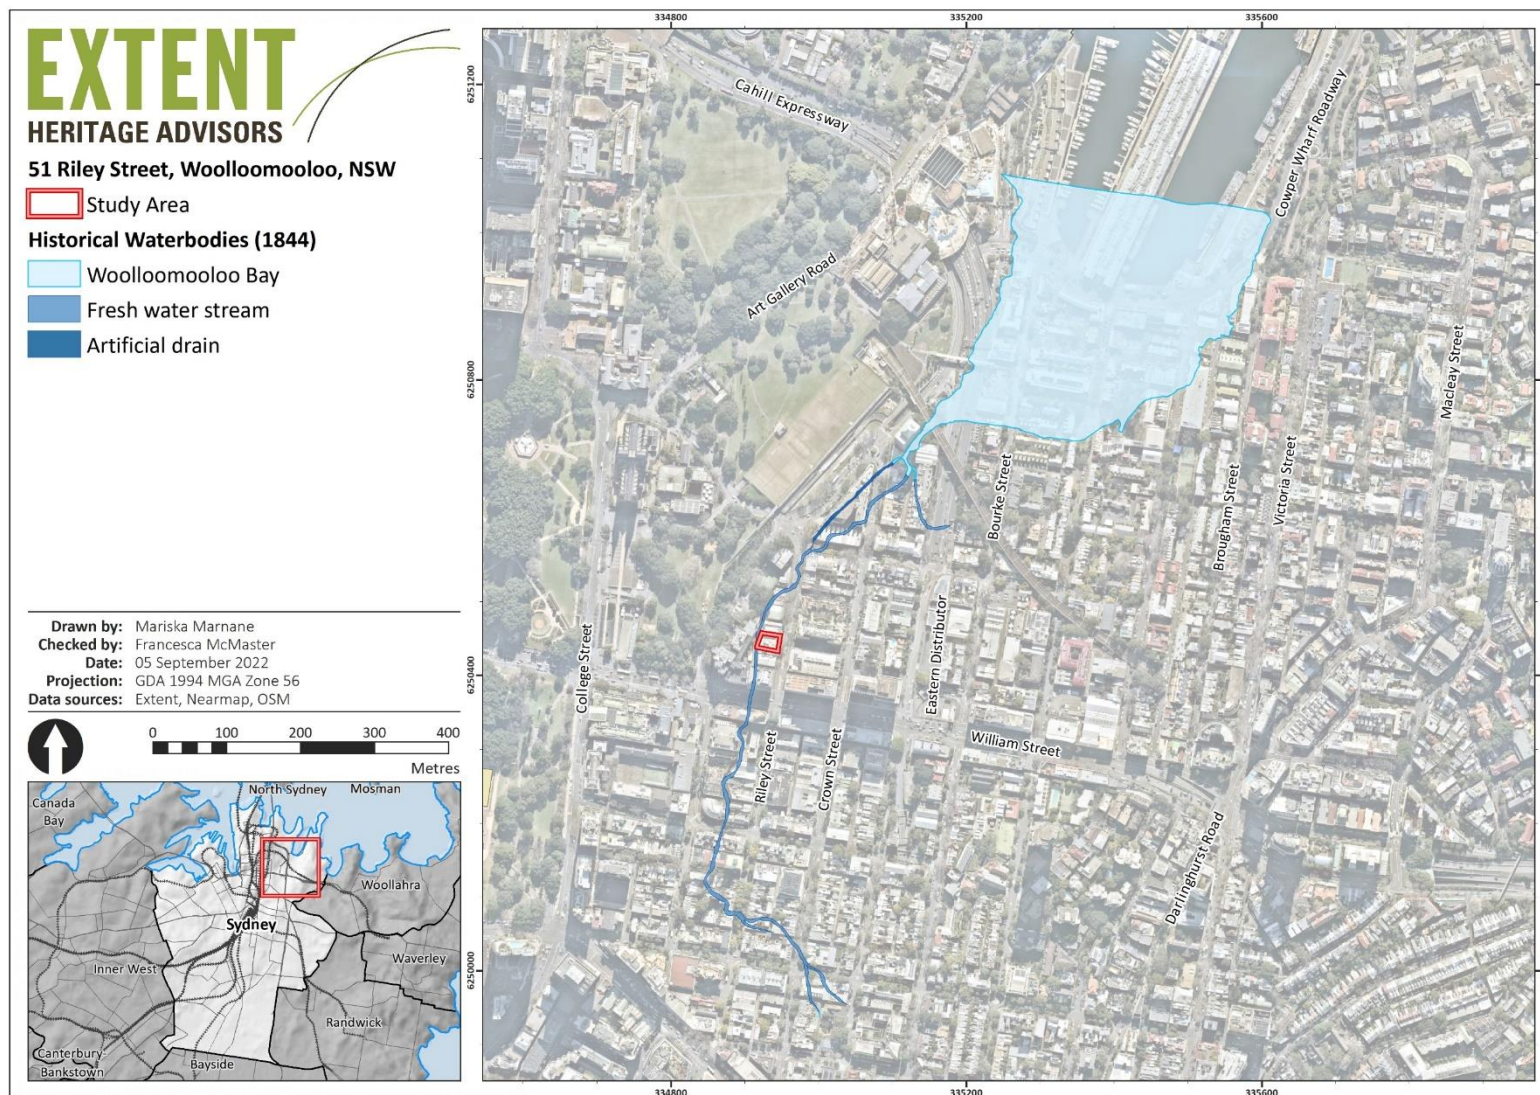 EXTENT
HERITAGE ADVISORS
51 Riley Street, Woolloomooloo, NSW
Study Area
Historical Waterbodies (1844)
Woolloomooloo Bay
Fresh water stream
Artificial drain
Drawn by: Mariska Marnane
Checked by: Francesca McMaster
Date: 05 September 2022
Projection: GDA 1994 MGA Zone 56
Data sources: Extent, Nearmap, OSM
0 100 200 300 400
Metres
Canada
Bay
North Sydney
Mosman
Woollahra
Sydney
Inner West
Waverley
Randwick
Canterbury-
Bankstown
Bayside
334800 335200 335600
6251200
6250800
6250400
6250000
Cahill Expressway
Cowper Wharf Roadway
Art Gallery Road
Macleay Street
Bourke Street
Brougham Street
Victoria Street
College Street
Eastern Distributor
William Street
Riley Street
Crown Street
Darlinghurst Road
334800 335200 335600